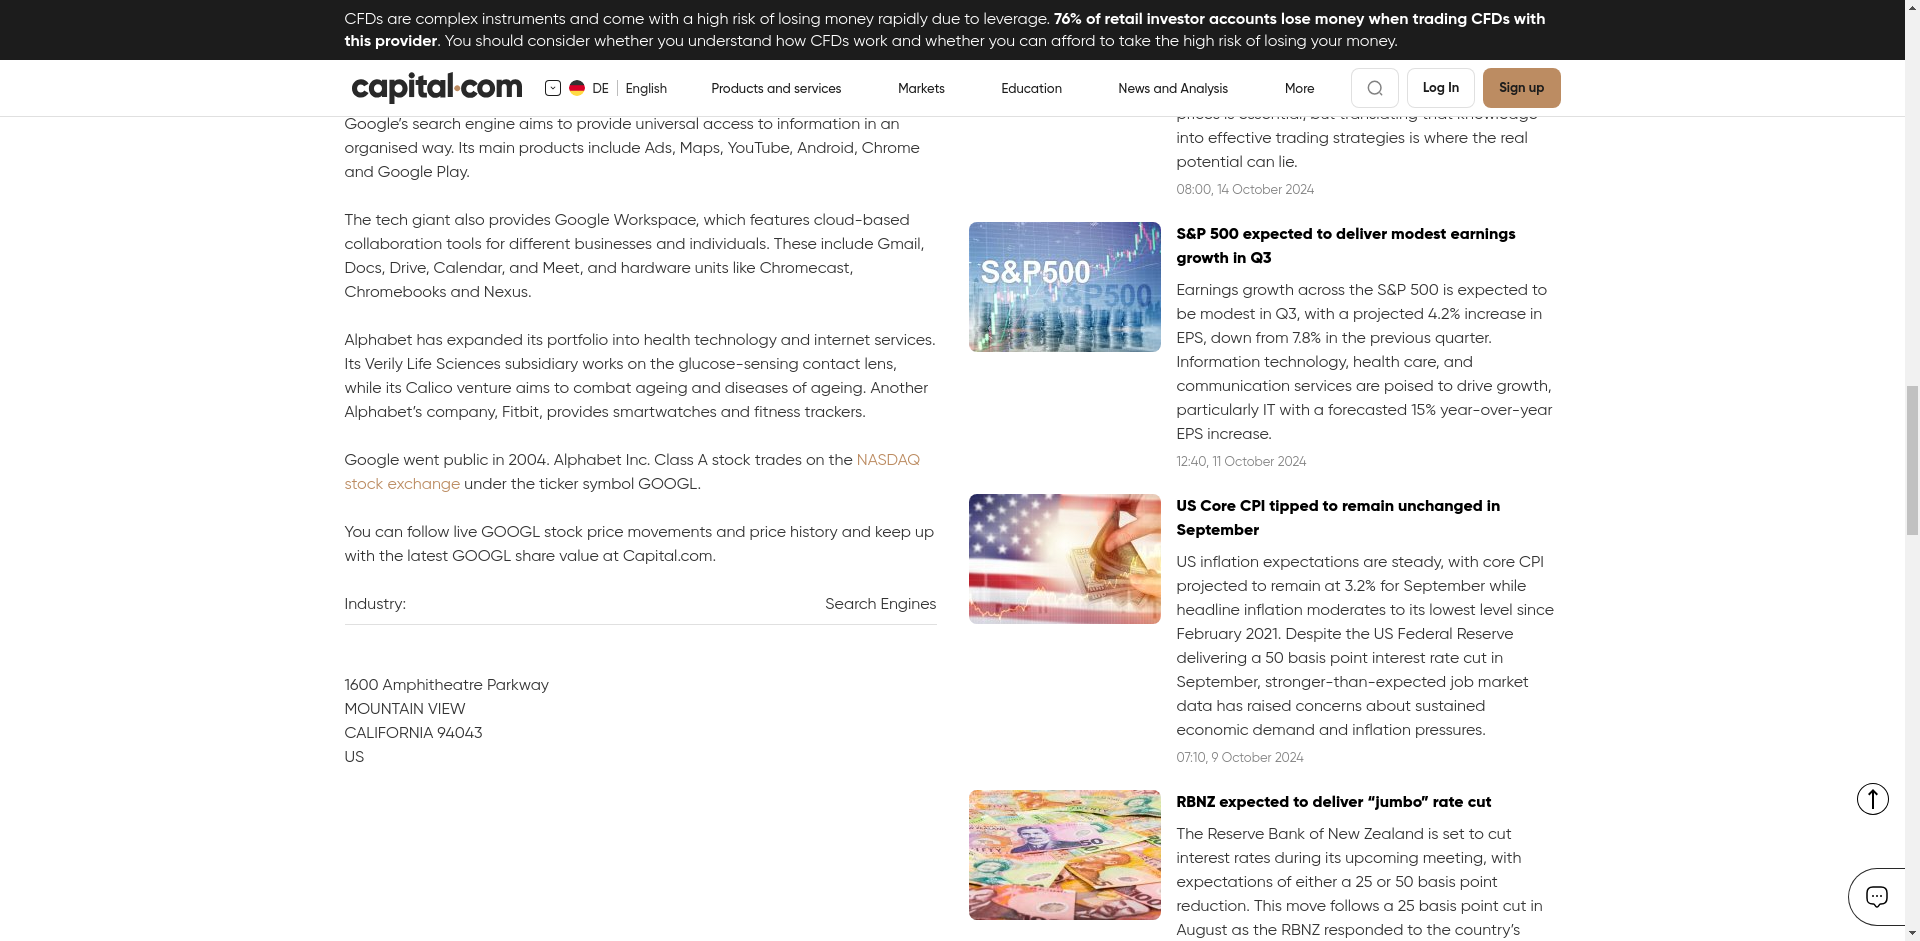 CFDs are complex instruments and come with a high risk of losing money rapidly due to leverage. 76% of retail investor accounts lose money when trading CFDs with
this provider. You should consider whether you understand how CFDs work and whether you can afford to take the high risk of losing your money.
capital.com
DE | English
Products and services
Markets
Education
News and Analysis
More
Log In
Sign up
Google’s search engine aims to provide universal access to information in an
organised way. Its main products include Ads, Maps, YouTube, Android, Chrome
and Google Play.
The tech giant also provides Google Workspace, which features cloud-based
collaboration tools for different businesses and individuals. These include Gmail,
Docs, Drive, Calendar, and Meet, and hardware units like Chromecast,
Chromebooks and Nexus.
Alphabet has expanded its portfolio into health technology and internet services.
Its Verily Life Sciences subsidiary works on the glucose-sensing contact lens,
while its Calico venture aims to combat ageing and diseases of ageing. Another
Alphabet’s company, Fitbit, provides smartwatches and fitness trackers.
Google went public in 2004. Alphabet Inc. Class A stock trades on the NASDAQ
stock exchange under the ticker symbol GOOGL.
You can follow live GOOGL stock price movements and price history and keep up
with the latest GOOGL share value at Capital.com.
Industry:
Search Engines
1600 Amphitheatre Parkway
MOUNTAIN VIEW
CALIFORNIA 94043
US
prices is essential, but translating that knowledge
into effective trading strategies is where the real
potential can lie.
08:00, 14 October 2024
S&P500
S&P500
S&P 500 expected to deliver modest earnings
growth in Q3
Earnings growth across the S&P 500 is expected to
be modest in Q3, with a projected 4.2% increase in
EPS, down from 7.8% in the previous quarter.
Information technology, health care, and
communication services are poised to drive growth,
particularly IT with a forecasted 15% year-over-year
EPS increase.
12:40, 11 October 2024
US Core CPI tipped to remain unchanged in
September
US inflation expectations are steady, with core CPI
projected to remain at 3.2% for September while
headline inflation moderates to its lowest level since
February 2021. Despite the US Federal Reserve
delivering a 50 basis point interest rate cut in
September, stronger-than-expected job market
data has raised concerns about sustained
economic demand and inflation pressures.
07:10, 9 October 2024
50
RBNZ expected to deliver “jumbo” rate cut
The Reserve Bank of New Zealand is set to cut
interest rates during its upcoming meeting, with
expectations of either a 25 or 50 basis point
reduction. This move follows a 25 basis point cut in
August as the RBNZ responded to the country’s